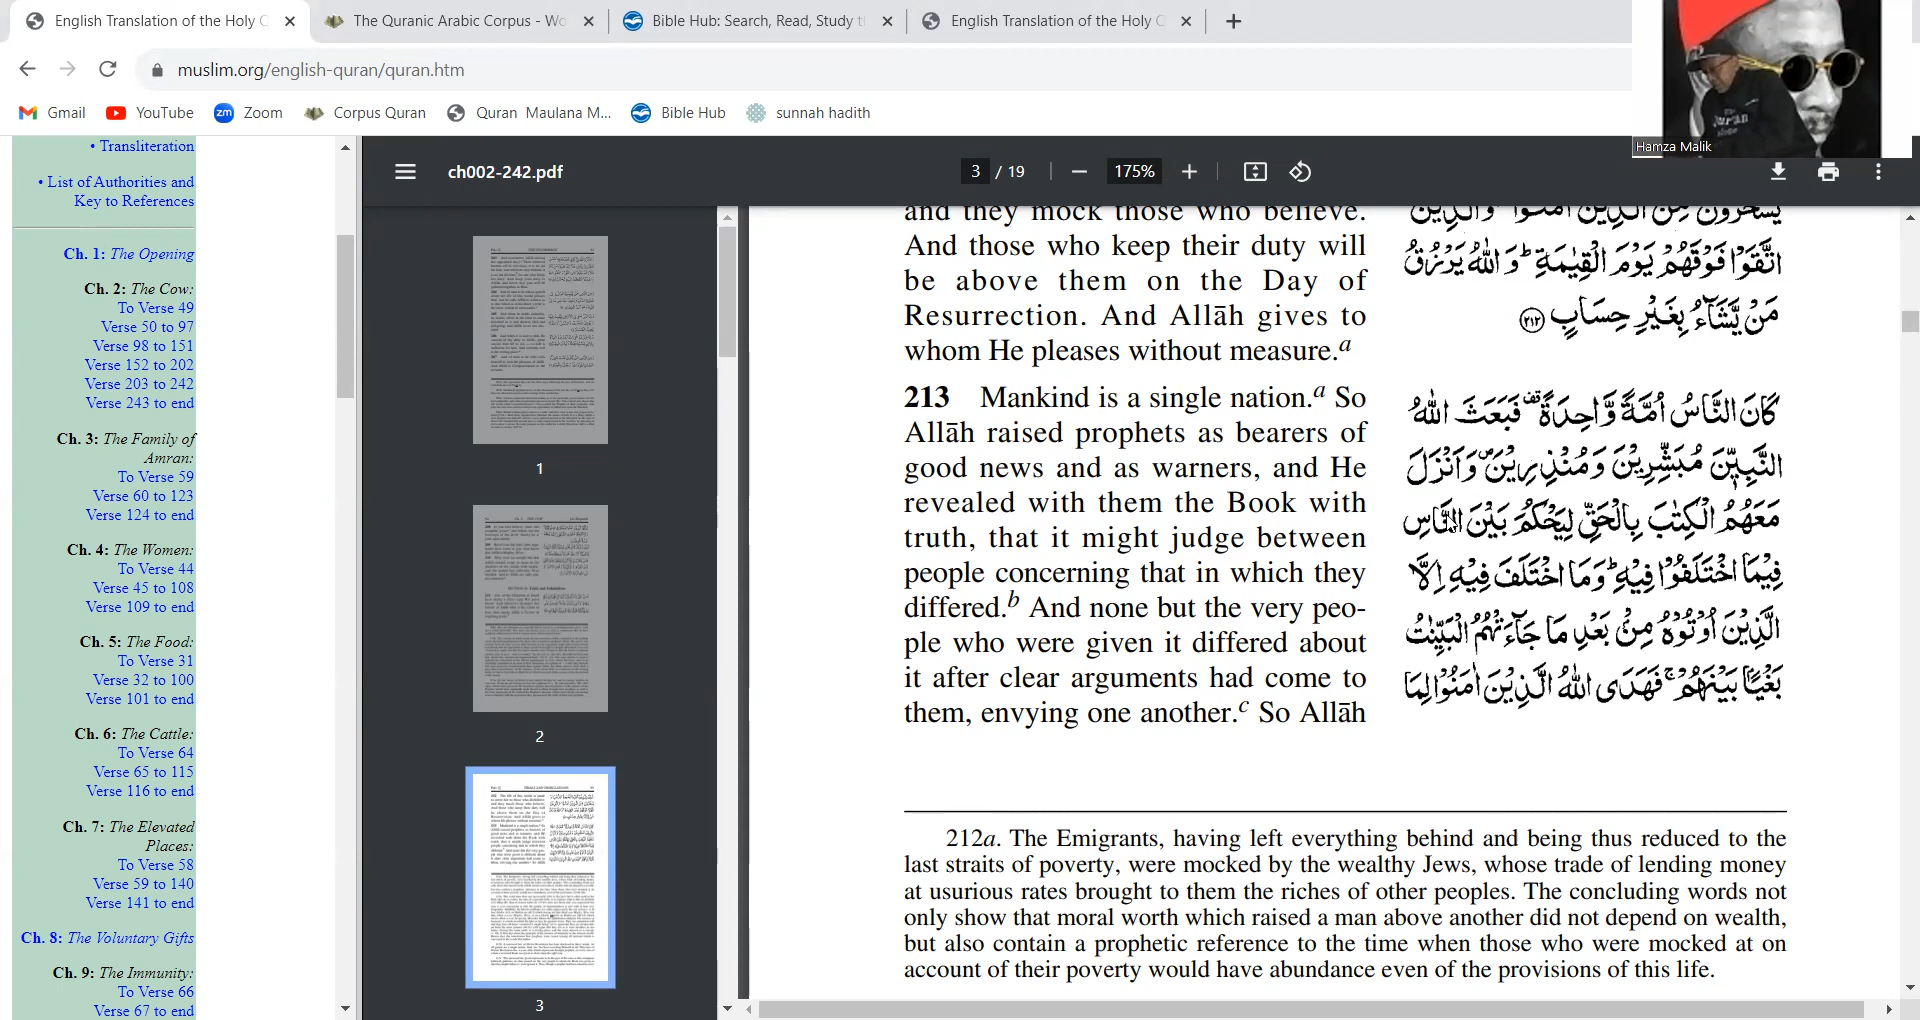 English Translation of the Holy Q
The Quranic Arabic Corpus - Wo
Bible Hub: Search, Read, Study t
English Translation of the Holy Q
muslim.org/english-quran/quran.htm
Gmail
YouTube
zm Zoom
Corpus Quran
Quran Maulana M...
Bible Hub
sunnah hadith
Hamza Malik
• Transliteration
• List of Authorities and
Key to References
Ch. 1: The Opening
Ch. 2: The Cow:
To Verse 49
Verse 50 to 97
Verse 98 to 151
Verse 152 to 202
Verse 203 to 242
Verse 243 to end
Ch. 3: The Family of
Amran:
To Verse 59
Verse 60 to 123
Verse 124 to end
Ch. 4: The Women:
To Verse 44
Verse 45 to 108
Verse 109 to end
Ch. 5: The Food:
To Verse 31
Verse 32 to 100
Verse 101 to end
Ch. 6: The Cattle:
To Verse 64
Verse 65 to 115
Verse 116 to end
Ch. 7: The Elevated
Places:
To Verse 58
Verse 59 to 140
Verse 141 to end
Ch. 8: The Voluntary Gifts
Ch. 9: The Immunity:
To Verse 66
Verse 67 to end
ch002-242.pdf
3 / 19
175%
1
2
3
and they mock those who believe.
And those who keep their duty will
be above them on the Day of
Resurrection. And Allāh gives to
whom He pleases without measure.a
213 Mankind is a single nation.a So
Allāh raised prophets as bearers of
good news and as warners, and He
revealed with them the Book with
truth, that it might judge between
people concerning that in which they
differed.b And none but the very peo-
ple who were given it differed about
it after clear arguments had come to
them, envying one another.c So Allāh
يَسْخَرُوْنَ مِنَ الَّذِيْنَ اٰمَنُوْا ۘ وَ الَّذِيْنَ
اتَّقَوْا فَوْقَهُمْ يَوْمَ الْقِيٰمَةِ ؕ وَ اللّٰهُ يَرْزُقُ
مَنْ يَّشَآءُ بِغَيْرِ حِسَابٍ ﴿۲۱۲﴾
كَانَ النَّاسُ اُمَّةً وَّاحِدَةً ۟ فَبَعَثَ اللّٰهُ
النَّبِيّٖنَ مُبَشِّرِيْنَ وَ مُنْذِرِيْنَ ۪ وَ اَنْزَلَ
مَعَهُمُ الْكِتٰبَ بِالْحَقِّ لِيَحْكُمَ بَيْنَ النَّاسِ
فِيْمَا اخْتَلَفُوْا فِيْهِ ؕ وَ مَا اخْتَلَفَ فِيْهِ اِلَّا
الَّذِيْنَ اُوْتُوْهُ مِنْۢ بَعْدِ مَا جَآءَتْهُمُ الْبَيِّنٰتُ
بَغْيًۢا بَيْنَهُمْ ۚ فَهَدَى اللّٰهُ الَّذِيْنَ اٰمَنُوْا لِمَا
212a. The Emigrants, having left everything behind and being thus reduced to the
last straits of poverty, were mocked by the wealthy Jews, whose trade of lending money
at usurious rates brought to them the riches of other peoples. The concluding words not
only show that moral worth which raised a man above another did not depend on wealth,
but also contain a prophetic reference to the time when those who were mocked at on
account of their poverty would have abundance even of the provisions of this life.